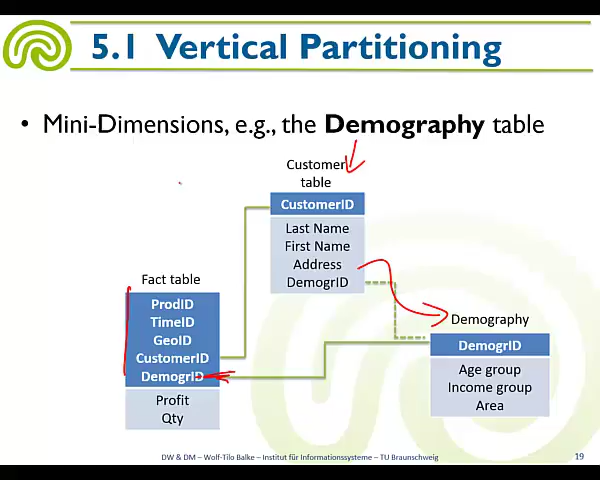 5.1 Vertical Partitioning
• Mini-Dimensions, e.g., the Demography table
Customer
table
CustomerID
Last Name
First Name
Address
DemogrID
Fact table
ProdID
TimeID
GeoID
CustomerID
DemogrID
Profit
Qty
Demography
DemogrID
Age group
Income group
Area
DW & DM – Wolf-Tilo Balke – Institut für Informationssysteme – TU Braunschweig
19